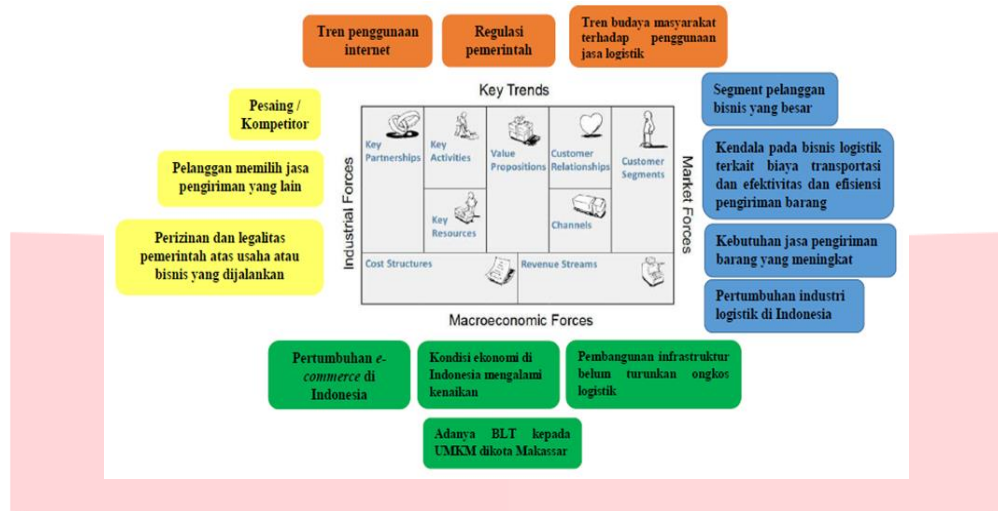 Tren penggunaan
internet
Regulasi
pemerintah
Tren budaya masyarakat
terhadap penggunaan
jasa logistik
Key Trends
Pesaing /
Kompetitor
Pelanggan memilih jasa
pengiriman yang lain
Perizinan dan legalitas
pemerintah atas usaha atau
bisnis yang dijalankan
Industrial Forces
Key
Partnerships
Key
Activities
Value
Propositions
Customer
Relationships
Customer
Segments
Key
Resources
Channels
Cost Structures
Revenue Streams
Market Forces
Segment pelanggan
bisnis yang besar
Kendala pada bisnis logistik
terkait biaya transportasi
dan efektivitas dan efisiensi
pengiriman barang
Kebutuhan jasa pengiriman
barang yang meningkat
Pertumbuhan industri
logistik di Indonesia
Macroeconomic Forces
Pertumbuhan e-
commerce di
Indonesia
Kondisi ekonomi di
Indonesia mengalami
kenaikan
Pembangunan infrastruktur
belum turunkan ongkos
logistik
Adanya BLT kepada
UMKM dikota Makassar